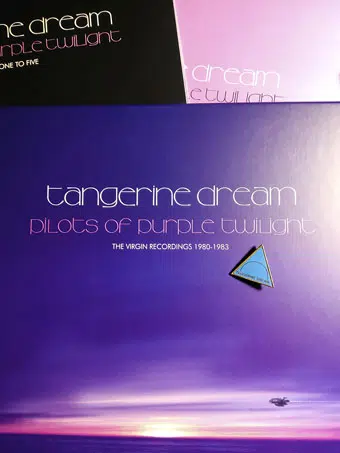 ne dream
urple twilight
ONE TO FIVE
e dream
le twilight
tangerine dream
pilots of purple twilight
THE VIRGIN RECORDINGS 1980-1983